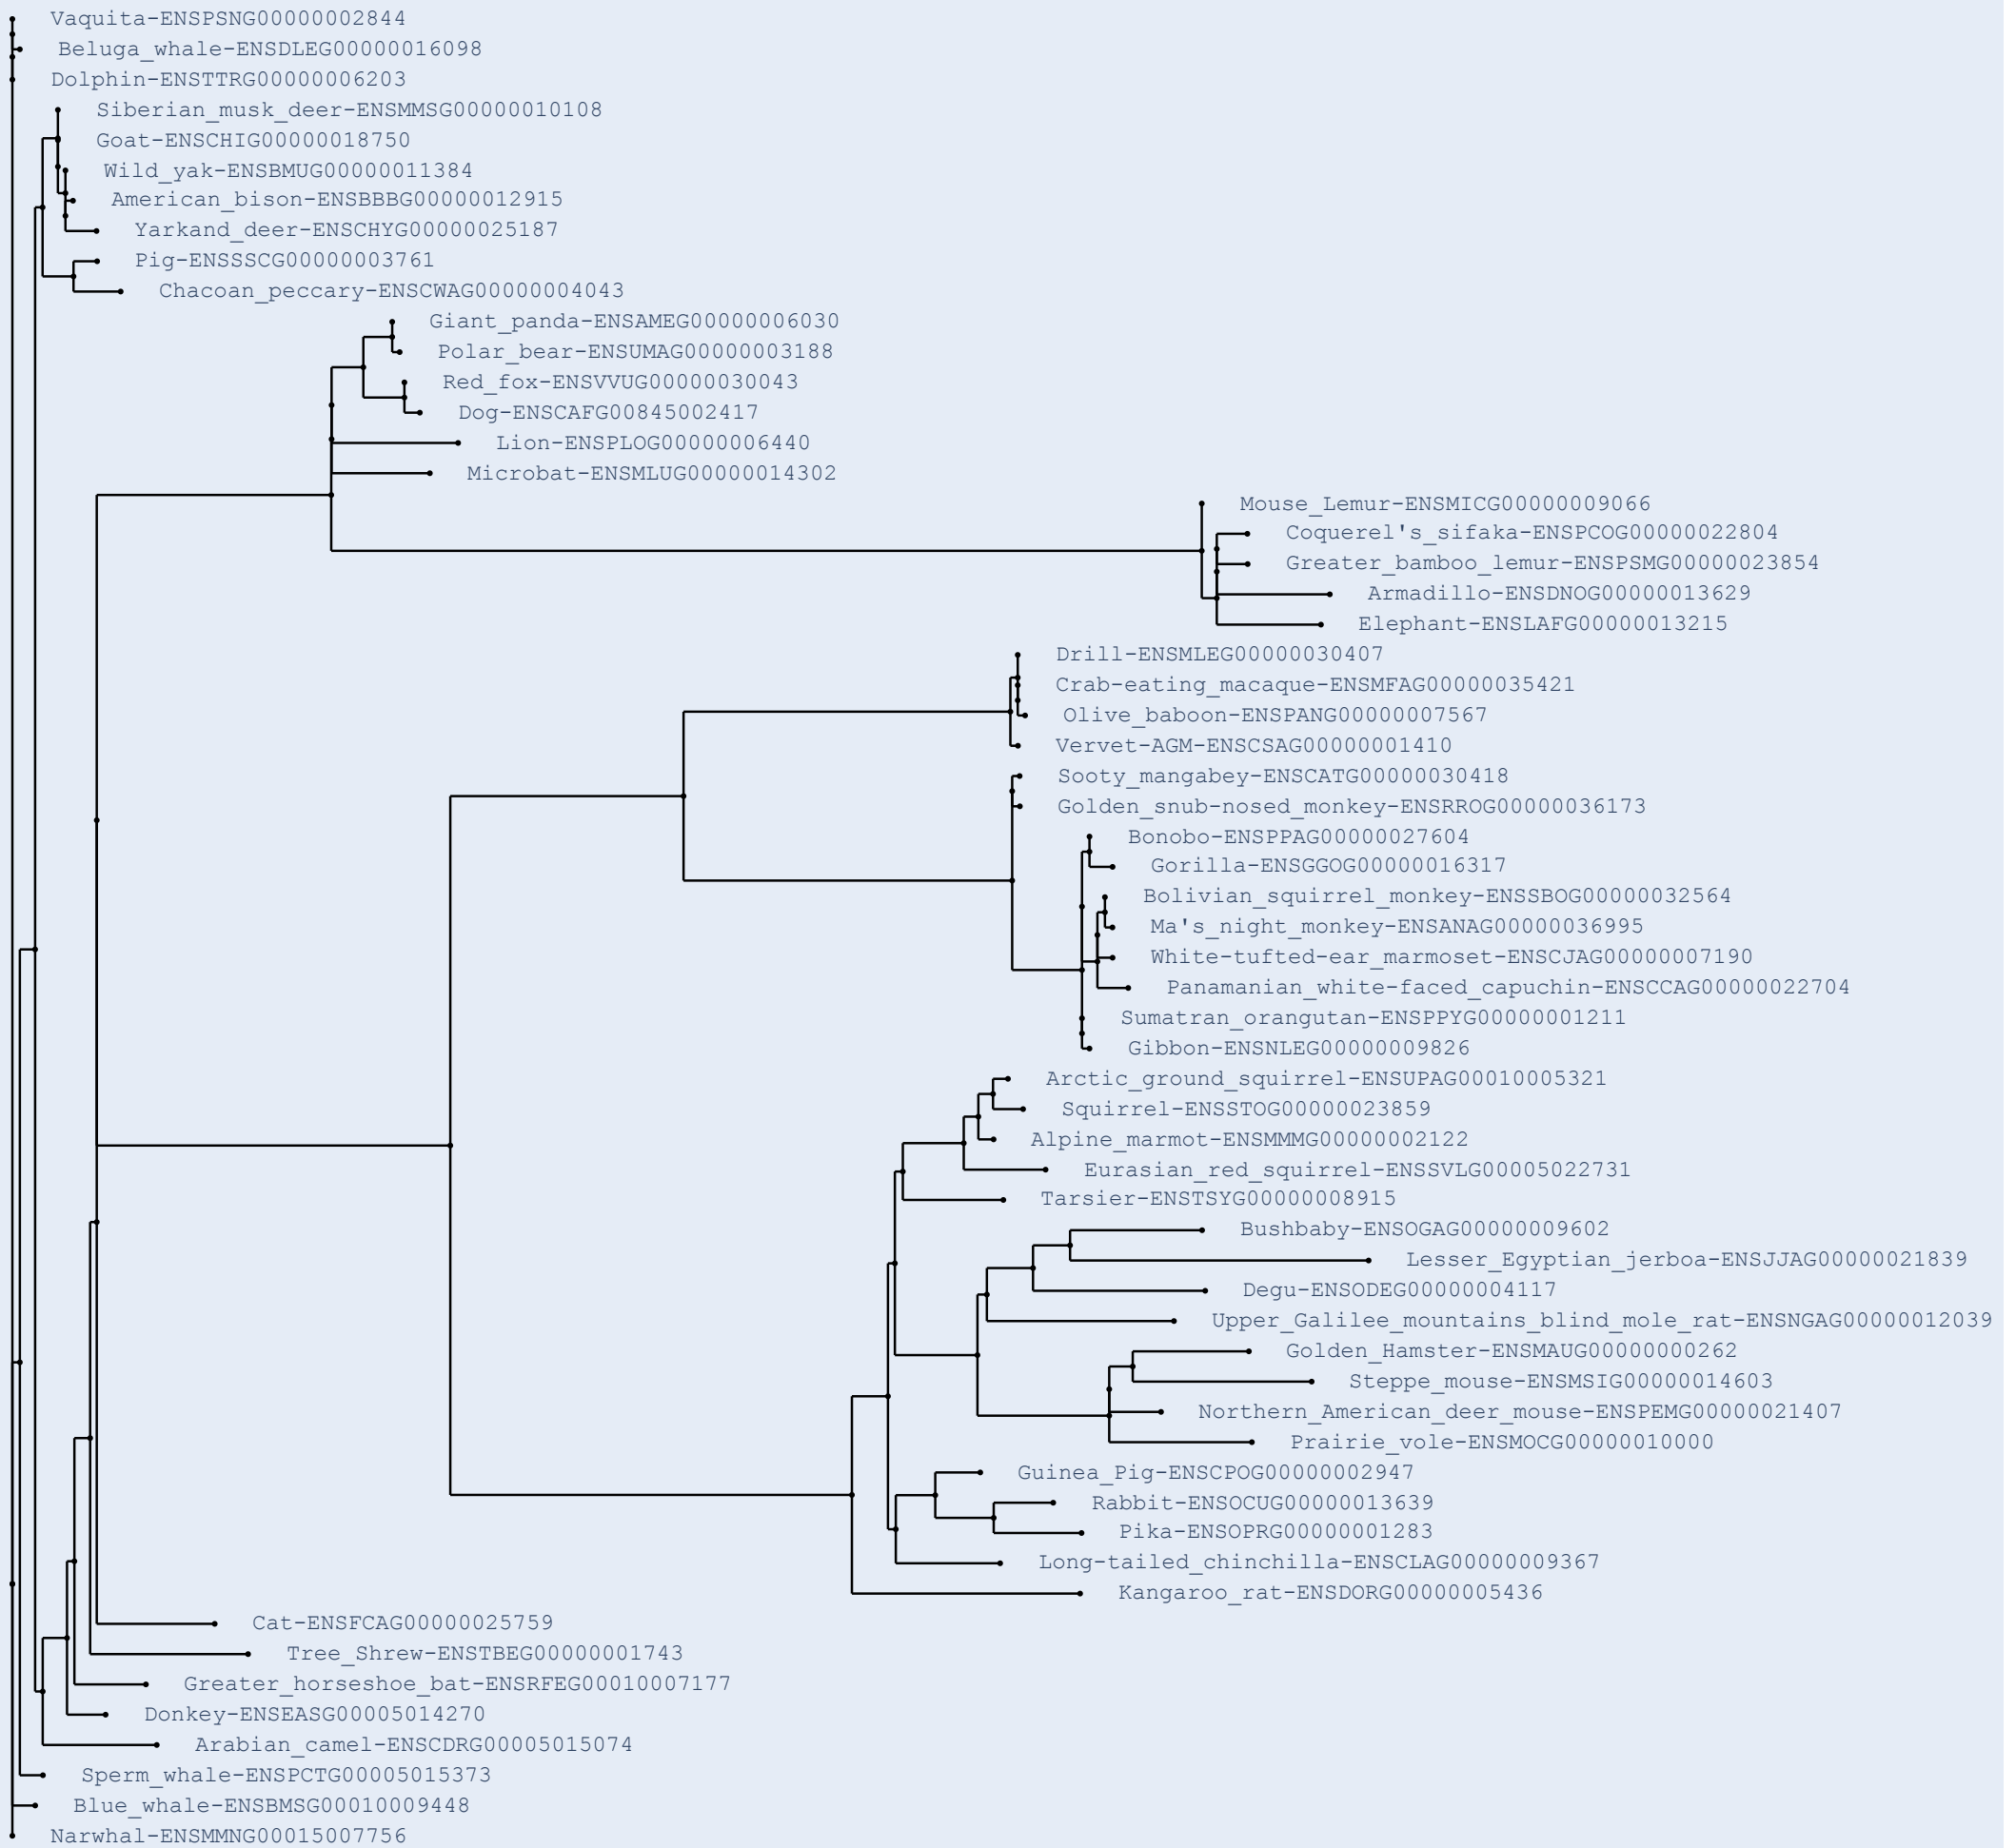 Vaquita-ENSPSNG00000002844
Beluga_whale-ENSDLEG00000016098
Dolphin-ENSTTRG00000006203
Siberian_musk_deer-ENSMMSG00000010108
Goat-ENSCHIG00000018750
Wild_yak-ENSBMUG00000011384
American_bison-ENSBBBG00000012915
Yarkand_deer-ENSCHYG00000025187
Pig-ENSSSCG00000003761
Chacoan_peccary-ENSCWAG00000004043
Giant_panda-ENSAMEG00000006030
Polar_bear-ENSUMAG00000003188
Red_fox-ENSVVUG00000030043
Dog-ENSCAFG00845002417
Lion-ENSPLOG00000006440
Microbat-ENSMLUG00000014302
Mouse_Lemur-ENSMICG00000009066
Coquerel's_sifaka-ENSPCOG00000022804
Greater_bamboo_lemur-ENSPSMG00000023854
Armadillo-ENSDNOG00000013629
Elephant-ENSLAFG00000013215
Drill-ENSMLEG00000030407
Crab-eating_macaque-ENSMFAG00000035421
Olive_baboon-ENSPANG00000007567
Vervet-AGM-ENSCSAG00000001410
Sooty_mangabey-ENSCATG00000030418
Golden_snub-nosed_monkey-ENSRROG00000036173
Bonobo-ENSPPAG00000027604
Gorilla-ENSGGOG00000016317
Bolivian_squirrel_monkey-ENSSBOG00000032564
Ma's_night_monkey-ENSANAG00000036995
White-tufted-ear_marmoset-ENSCJAG00000007190
Panamanian_white-faced_capuchin-ENSCCAG00000022704
Sumatran_orangutan-ENSPPYG00000001211
Gibbon-ENSNLEG00000009826
Arctic_ground_squirrel-ENSUPAG00010005321
Squirrel-ENSSTOG00000023859
Alpine_marmot-ENSMMMG00000002122
Eurasian_red_squirrel-ENSSVLG00005022731
Tarsier-ENSTSYG00000008915
Bushbaby-ENSOGAG00000009602
Lesser_Egyptian_jerboa-ENSJJAG00000021839
Degu-ENSODEG00000004117
Upper_Galilee_mountains_blind_mole_rat-ENSNGAG00000012039
Golden_Hamster-ENSMAUG00000000262
Steppe_mouse-ENSMSIG00000014603
Northern_American_deer_mouse-ENSPEMG00000021407
Prairie_vole-ENSMOCG00000010000
Guinea_Pig-ENSCPOG00000002947
Rabbit-ENSOCUG00000013639
Pika-ENSOPRG00000001283
Long-tailed_chinchilla-ENSCLAG00000009367
Kangaroo_rat-ENSDORG00000005436
Cat-ENSFCAG00000025759
Tree_Shrew-ENSTBEG00000001743
Greater_horseshoe_bat-ENSRFEG00010007177
Donkey-ENSEASG00005014270
Arabian_camel-ENSCDRG00005015074
Sperm_whale-ENSPCTG00005015373
Blue_whale-ENSBMSG00010009448
Narwhal-ENSMMNG00015007756